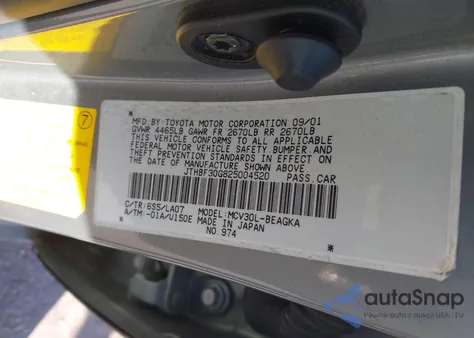 MFD.BY:TOYOTA MOTOR CORPORATION 09/01
GVWR 4465LB GAWR FR 2670LB RR 2670LB
THIS VEHICLE CONFORMS TO ALL APPLICABLE
FEDERAL MOTOR VEHICLE SAFETY,BUMPER, AND
THEFT PREVENTION STANDARDS IN EFFECT ON
THE DATE OF MANUFACTURE SHOWN ABOVE.
JTHBF30G825004520 PASS.CAR
C/TR:6S5/LA07 MODEL:MCV30L-BEAGKA
A/TM:-01A/U150E MADE IN JAPAN
NO.974
7
autoSnap